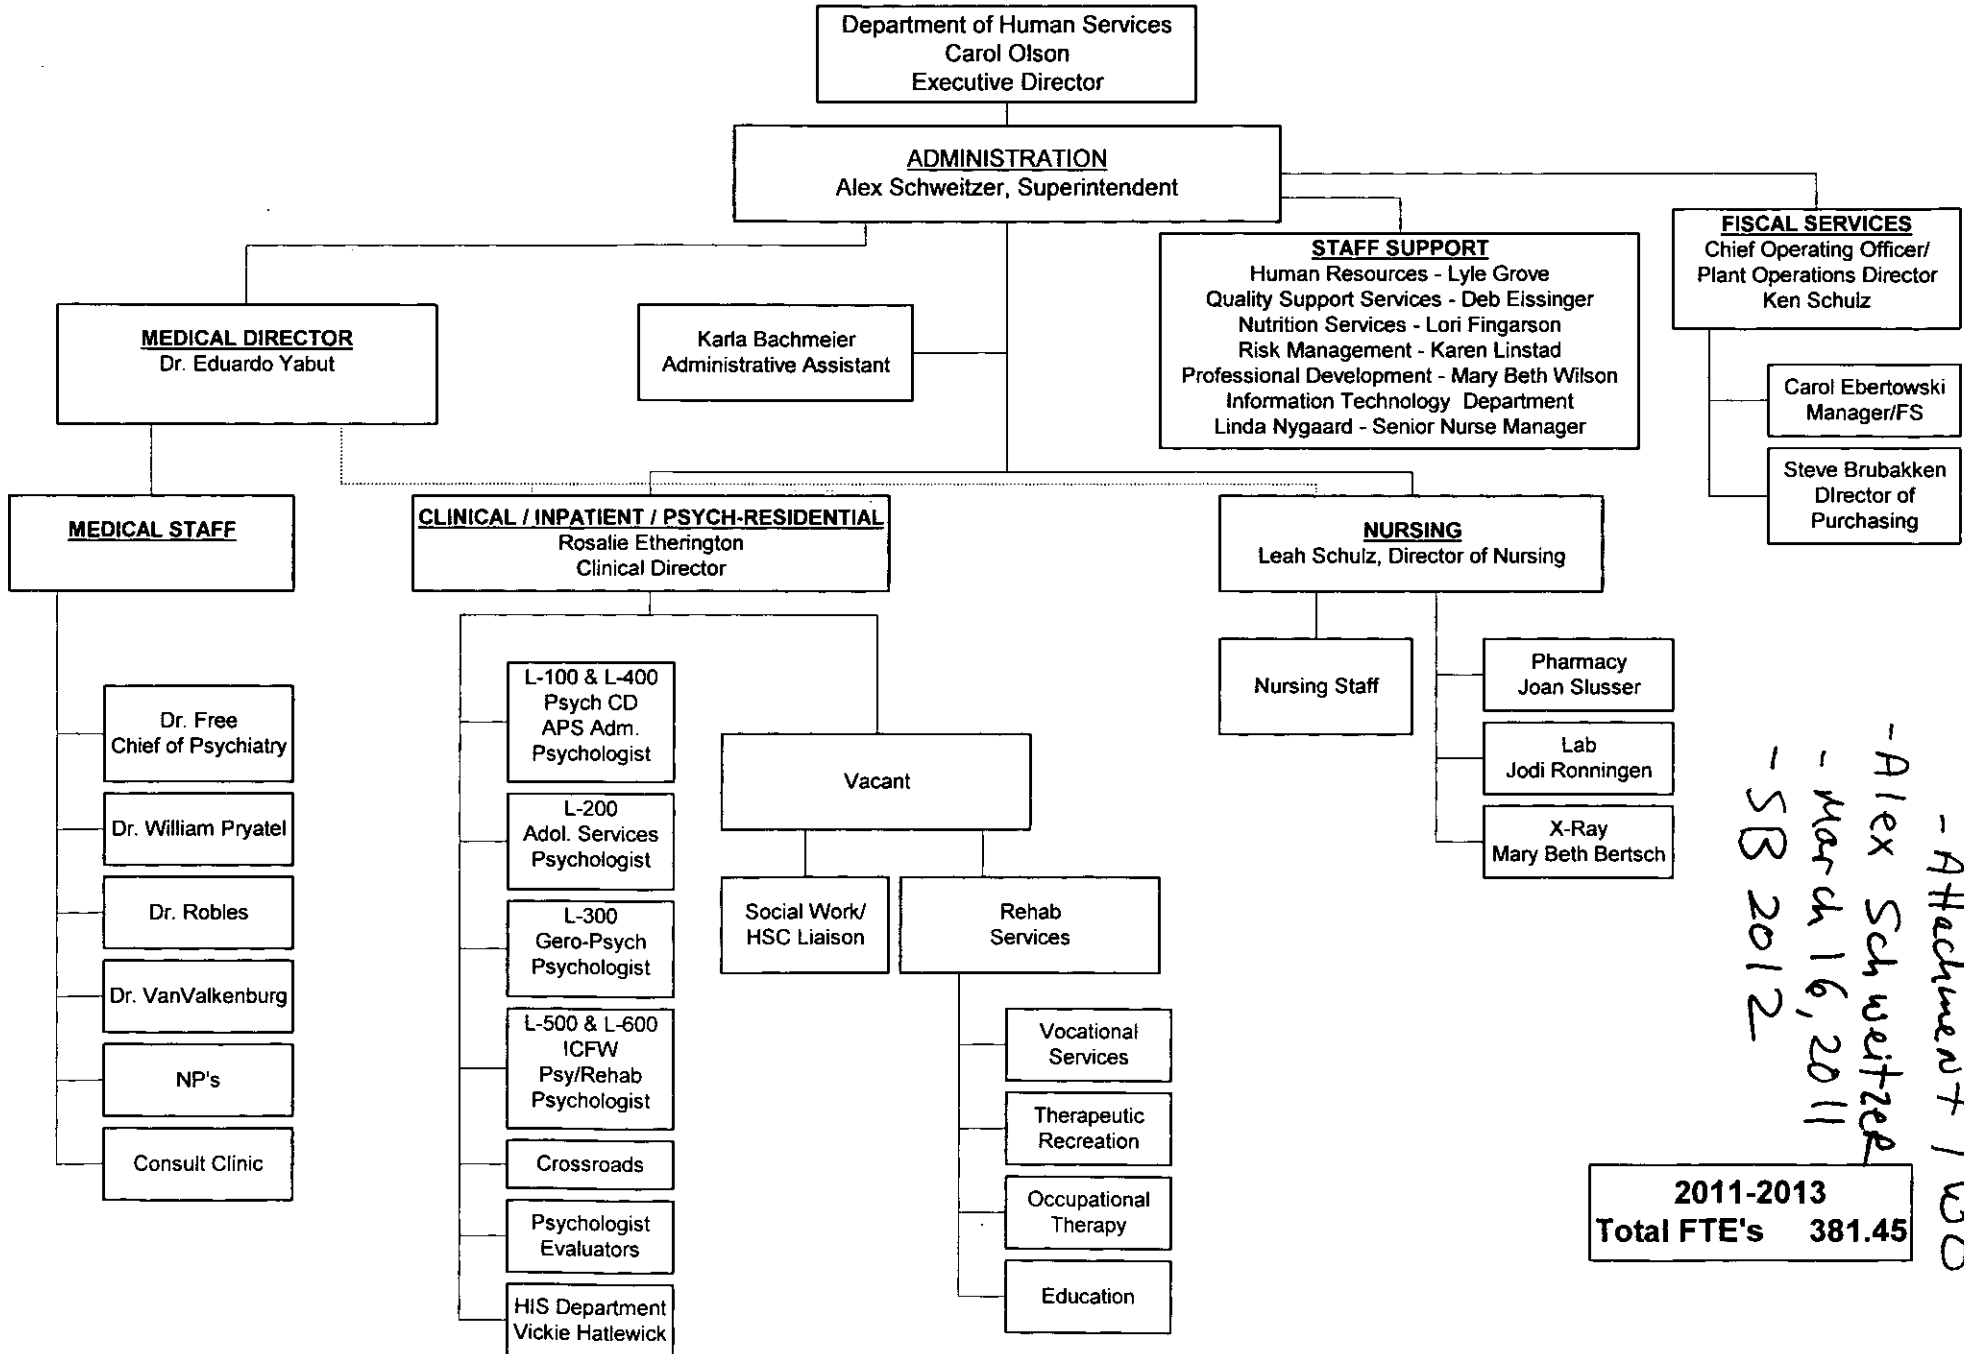 Department of Human Services
Carol Olson
Executive Director
ADMINISTRATION
Alex Schweitzer, Superintendent
FISCAL SERVICES
Chief Operating Officer/
Plant Operations Director
Ken Schulz
STAFF SUPPORT
Human Resources - Lyle Grove
Quality Support Services - Deb Eissinger
Nutrition Services - Lori Fingarson
Risk Management - Karen Linstad
Professional Development - Mary Beth Wilson
Information Technology Department
Linda Nygaard - Senior Nurse Manager
MEDICAL DIRECTOR
Dr. Eduardo Yabut
Karla Bachmeier
Administrative Assistant
Carol Ebertowski
Manager/FS
Steve Brubakken
DIrector of
Purchasing
MEDICAL STAFF
CLINICAL / INPATIENT / PSYCH-RESIDENTIAL
Rosalie Etherington
Clinical Director
NURSING
Leah Schulz, Director of Nursing
Dr. Free
Chief of Psychiatry
Dr. William Pryatel
Dr. Robles
Dr. VanValkenburg
NP's
Consult Clinic
L-100 & L-400
Psych CD
APS Adm.
Psychologist
L-200
Adol. Services
Psychologist
L-300
Gero-Psych
Psychologist
L-500 & L-600
ICFW
Psy/Rehab
Psychologist
Crossroads
Psychologist
Evaluators
HIS Department
Vickie Hatlewick
Vacant
Social Work/
HSC Liaison
Rehab
Services
Vocational
Services
Therapeutic
Recreation
Occupational
Therapy
Education
Nursing Staff
Pharmacy
Joan Slusser
Lab
Jodi Ronningen
X-Ray
Mary Beth Bertsch
- Attachment Two
- Alex Schweitzer
- March 16, 2011
- SB 2012
2011-2013
Total FTE's 381.45